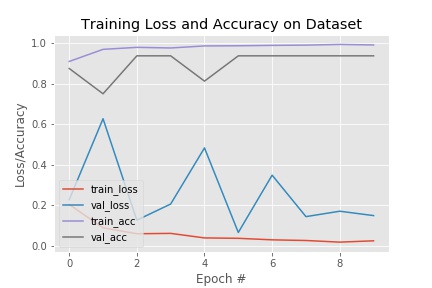 Training Loss and Accuracy on Dataset
1.0
0.8
0.6
0.4
0.2
0.0
Loss/Accuracy
train_loss
val_loss
train_acc
val_acc
0 2 4 6 8
Epoch #